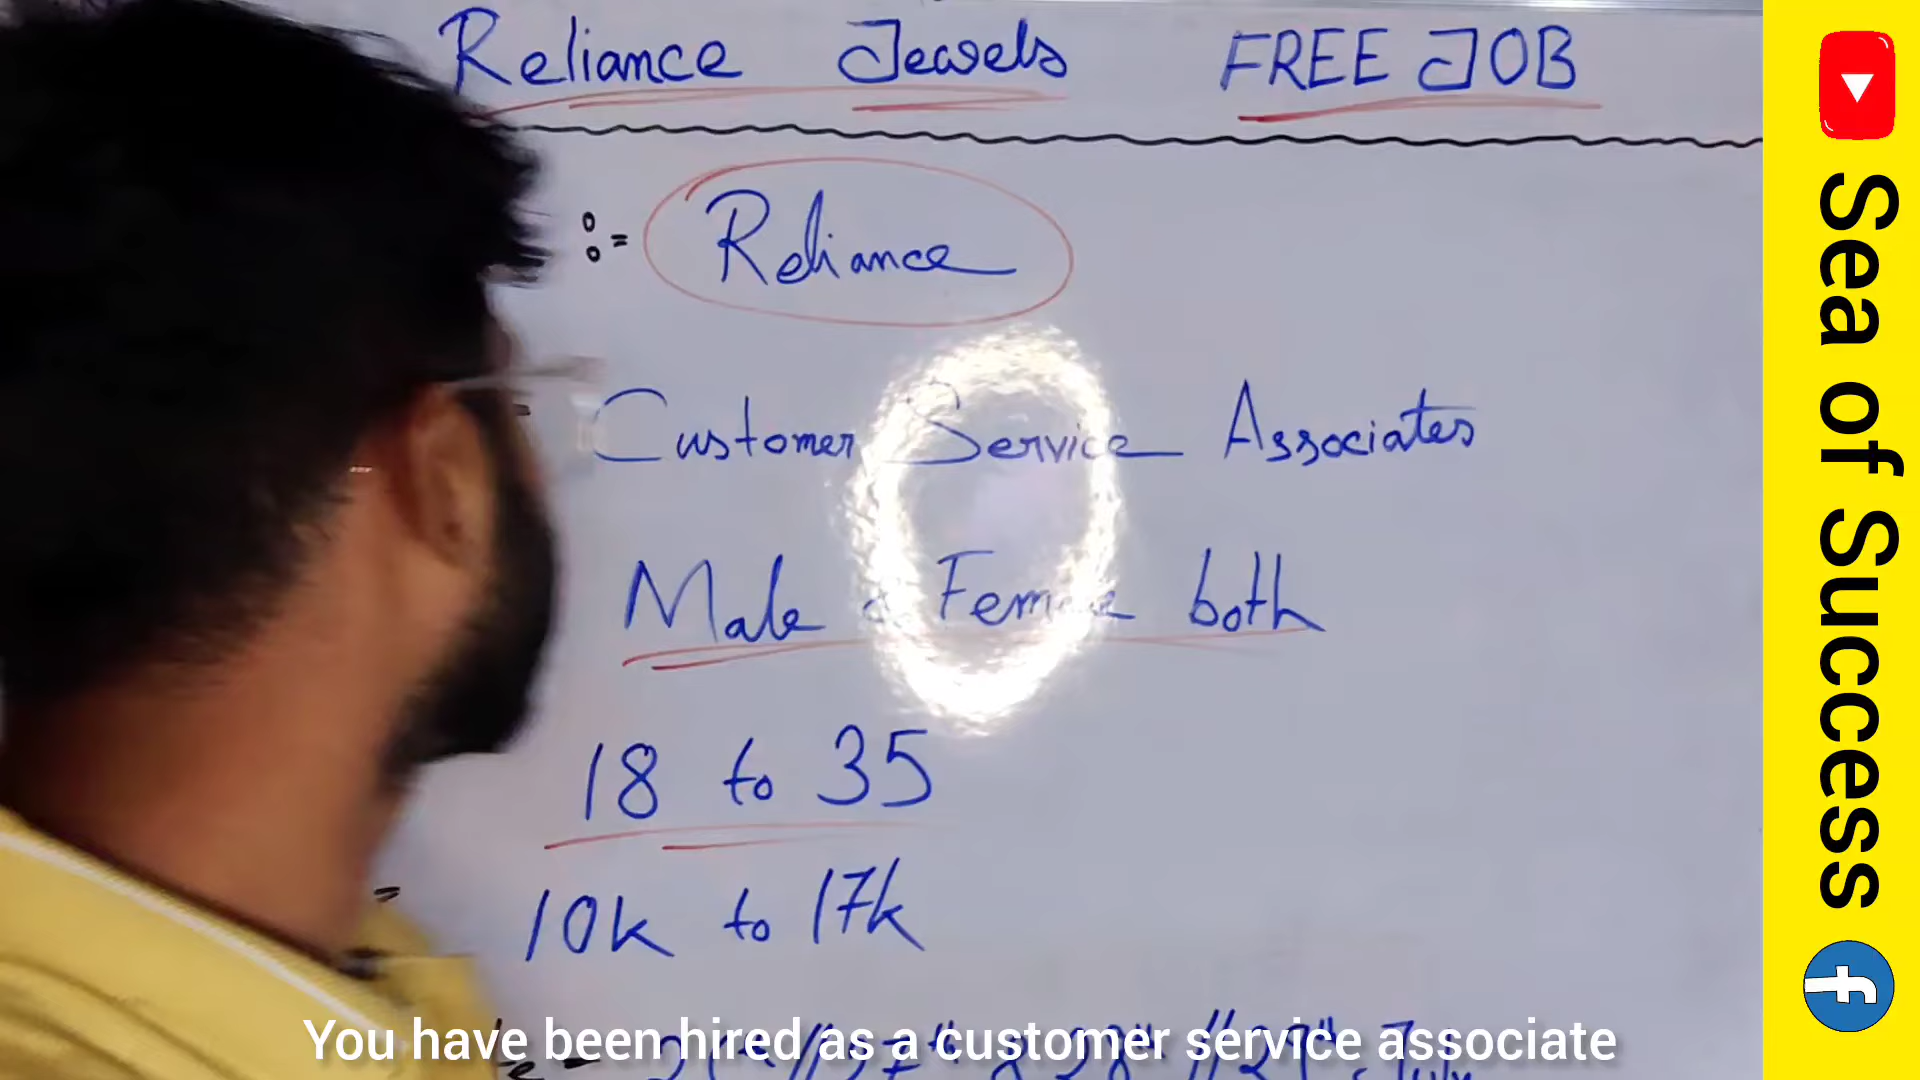 Reliance Jewels FREE JOB
:= Reliance
Customer Service Associates
Male & Female both
18 to 35
= 10k to 17k
July
You have been hired as a customer service associate
Sea of Success